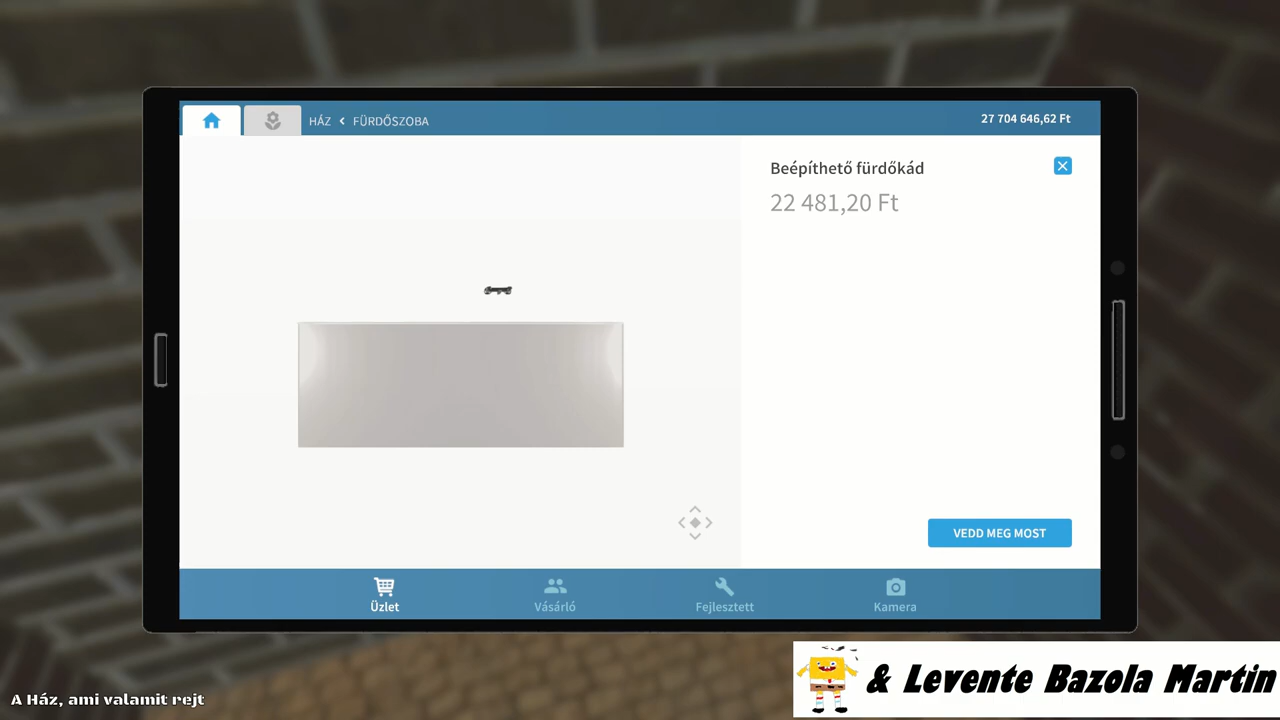 HÁZ < FÜRDŐSZOBA
27 704 646,62 Ft
Beépíthető fürdőkád
22 481,20 Ft
VEDD MEG MOST
Üzlet
Vásárló
Fejlesztett
Kamera
& Levente Bazola Martin
A Ház, ami valamit rejt